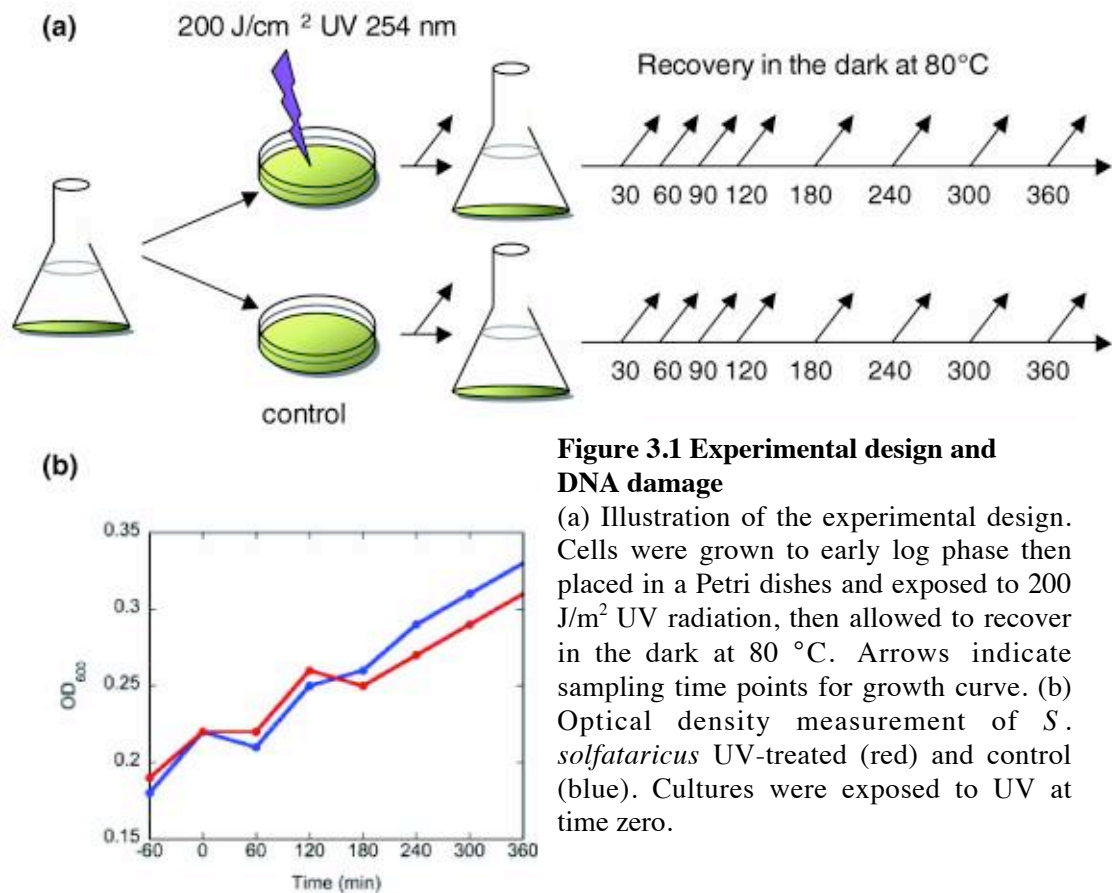 (a)
200 J/cm 2 UV 254 nm
Recovery in the dark at 80°C
30 60 90 120 180 240 300 360
control
30 60 90 120 180 240 300 360
(b)
0.35
0.3
0.25
0.2
0.15
OD600
-60 0 60 120 180 240 300 360
Time (min)
Figure 3.1 Experimental design and
DNA damage
(a) Illustration of the experimental design.
Cells were grown to early log phase then
placed in a Petri dishes and exposed to 200
J/m2 UV radiation, then allowed to recover
in the dark at 80 °C. Arrows indicate
sampling time points for growth curve. (b)
Optical density measurement of S.
solfataricus UV-treated (red) and control
(blue). Cultures were exposed to UV at
time zero.